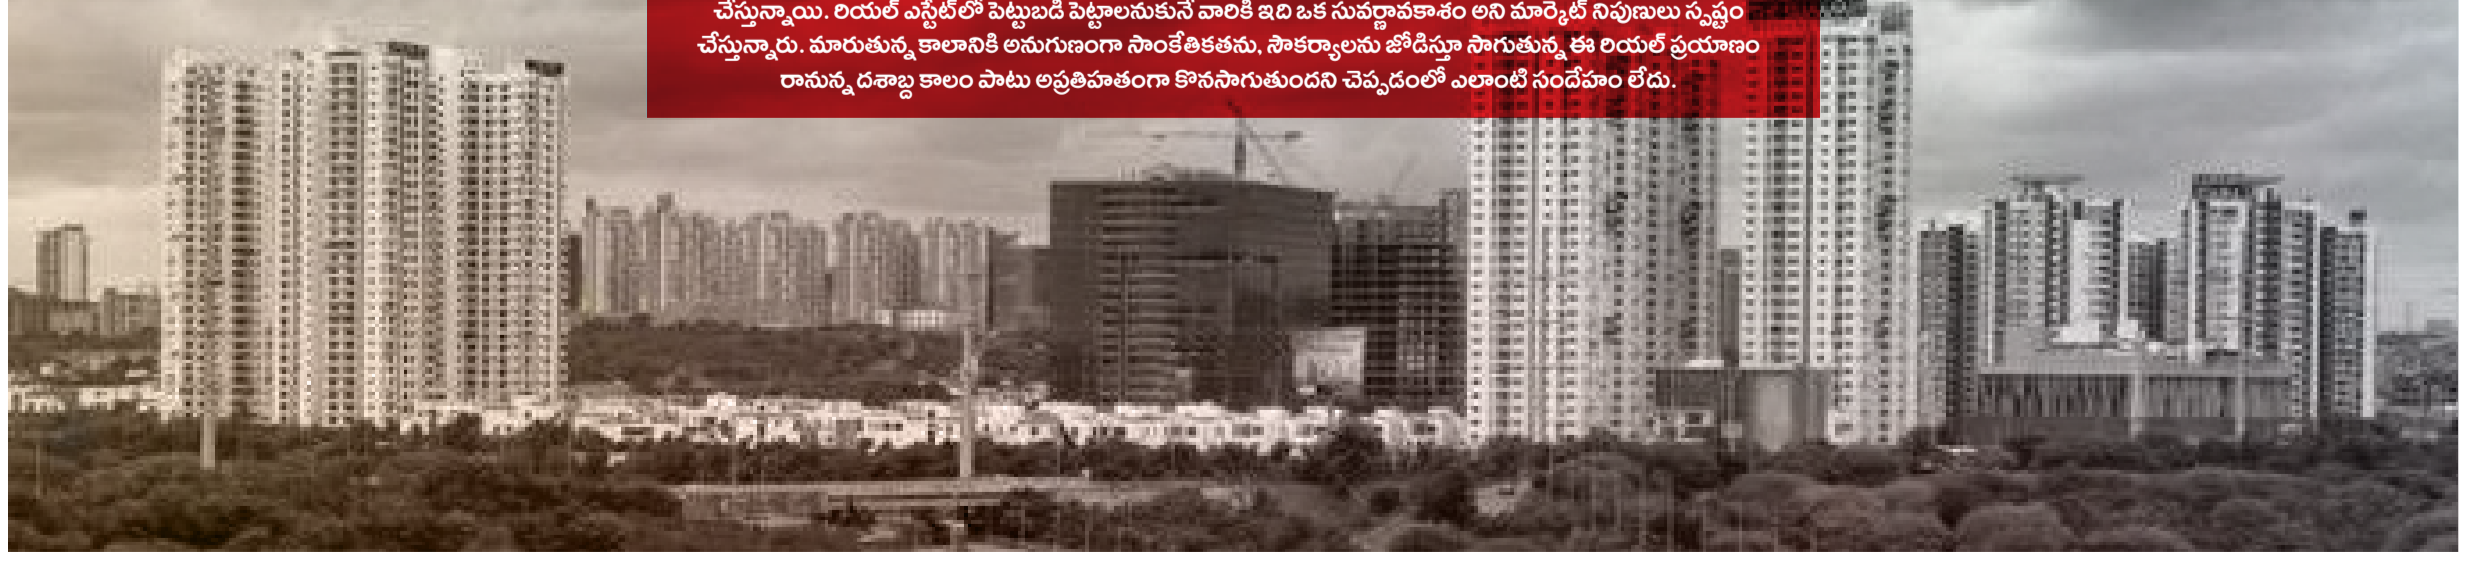 చేస్తున్నాయి. రియల్ ఎస్టేట్‌లో పెట్టుబడి పెట్టాలనుకునే వారికి ఇది ఒక సువర్ణావకాశం అని మార్కెట్ నిపుణులు స్పష్టం
చేస్తున్నారు. మారుతున్న కాలానికి అనుగుణంగా సాంకేతికతను, సౌకర్యాలను జోడిస్తూ సాగుతున్న ఈ రియల్ ప్రయాణం
రానున్న దశాబ్ద కాలం పాటు అప్రతిహతంగా కొనసాగుతుందని చెప్పడంలో ఎలాంటి సందేహం లేదు.